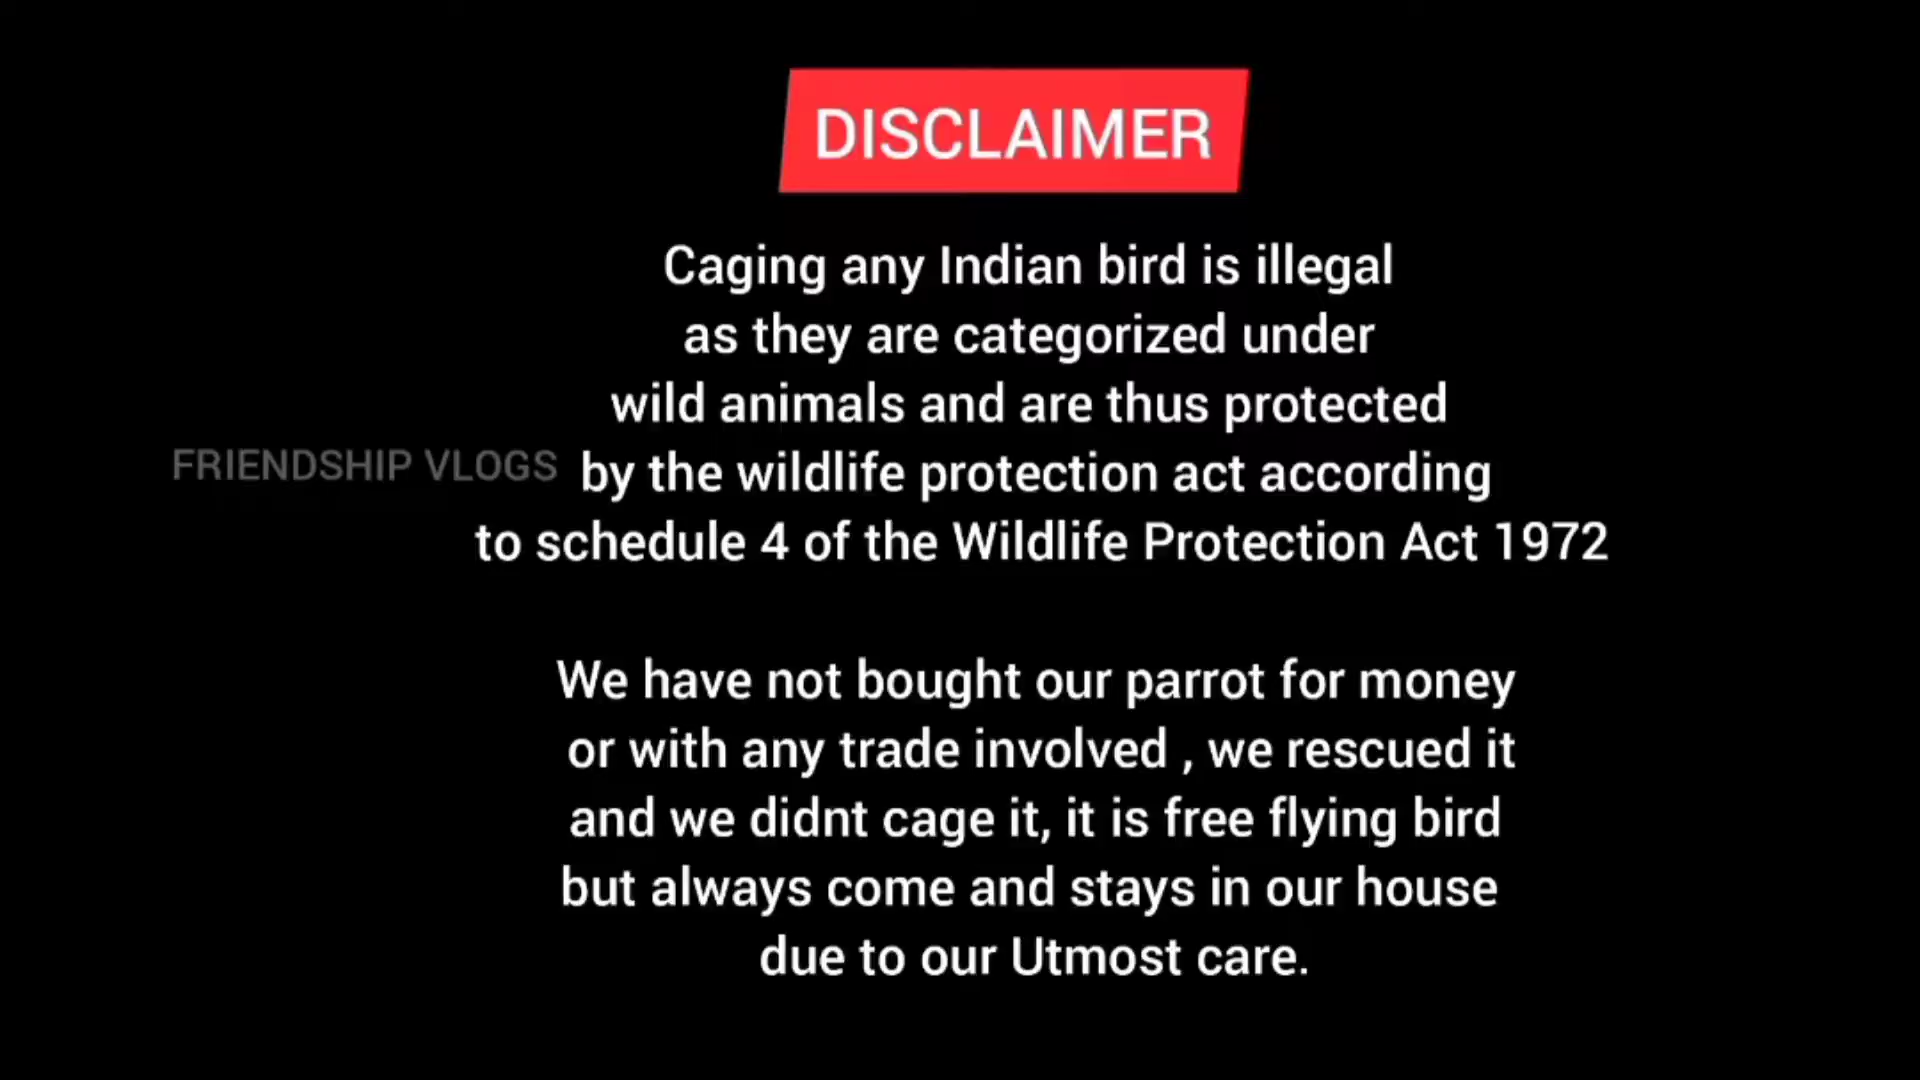 DISCLAIMER
Caging any Indian bird is illegal
as they are categorized under
wild animals and are thus protected
FRIENDSHIP VLOGS
by the wildlife protection act according
to schedule 4 of the Wildlife Protection Act 1972
We have not bought our parrot for money
or with any trade involved , we rescued it
and we didnt cage it, it is free flying bird
but always come and stays in our house
due to our Utmost care.